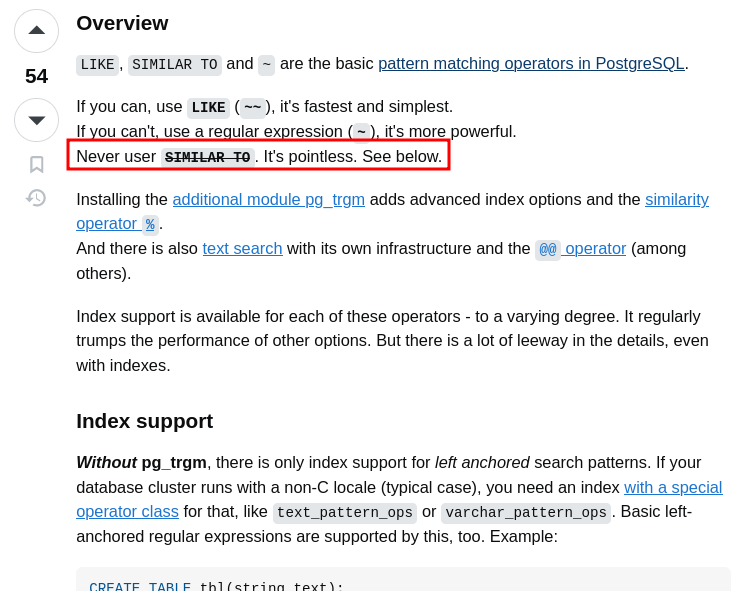 Overview
54
LIKE, SIMILAR TO and ~ are the basic pattern matching operators in PostgreSQL.
If you can, use LIKE (~~), it's fastest and simplest.
If you can't, use a regular expression (~), it's more powerful.
Never user SIMILAR TO. It's pointless. See below.
Installing the additional module pg_trgm adds advanced index options and the similarity
operator %.
And there is also text search with its own infrastructure and the @@ operator (among
others).
Index support is available for each of these operators - to a varying degree. It regularly
trumps the performance of other options. But there is a lot of leeway in the details, even
with indexes.
Index support
Without pg_trgm, there is only index support for left anchored search patterns. If your
database cluster runs with a non-C locale (typical case), you need an index with a special
operator class for that, like text_pattern_ops or varchar_pattern_ops. Basic left-
anchored regular expressions are supported by this, too. Example:
CREATE TABLE tbl(string text);